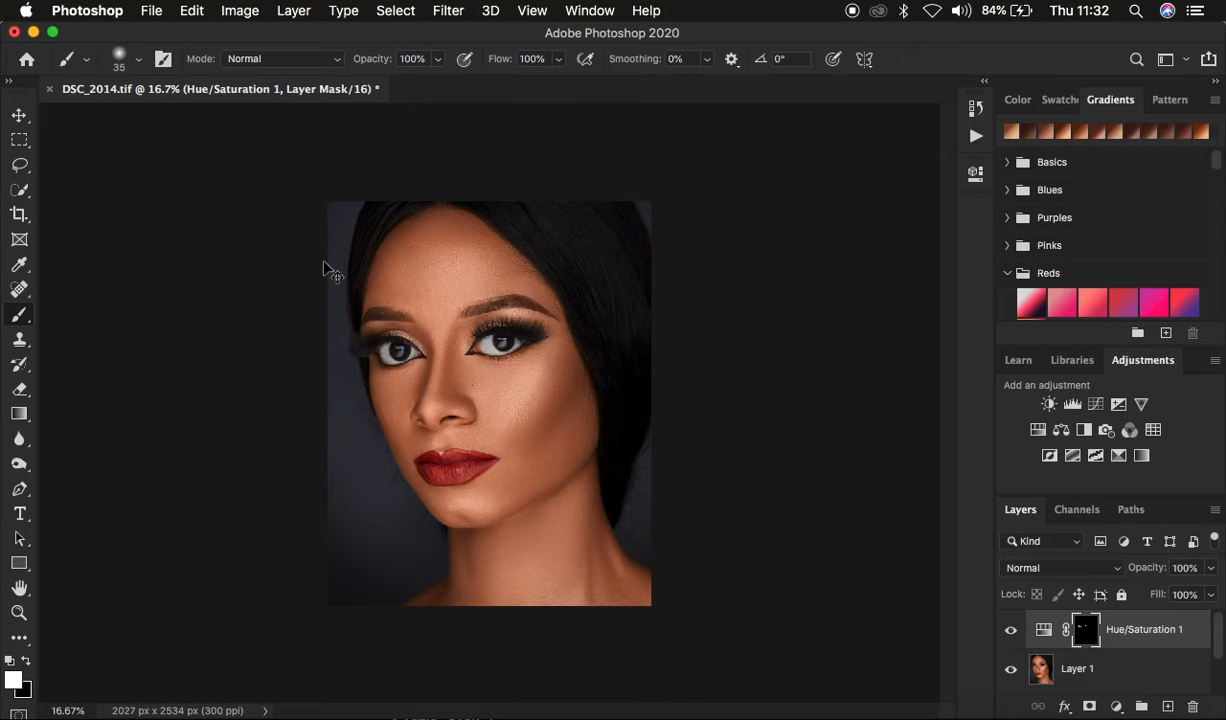 Photoshop File Edit Image Layer Type Select Filter 3D View Window Help 84% Thu 11:32
Adobe Photoshop 2020
35 Mode: Normal Opacity: 100% Flow: 100% Smoothing: 0% 0°
DSC_2014.tif @ 16.7% (Hue/Saturation 1, Layer Mask/16) *
Color Swatche Gradients Pattern
Basics
Blues
Purples
Pinks
Reds
Learn Libraries Adjustments
Add an adjustment
Layers Channels Paths
Kind
Normal Opacity: 100%
Lock: Fill: 100%
Hue/Saturation 1
Layer 1
16.67% 2027 px x 2534 px (300 ppi)